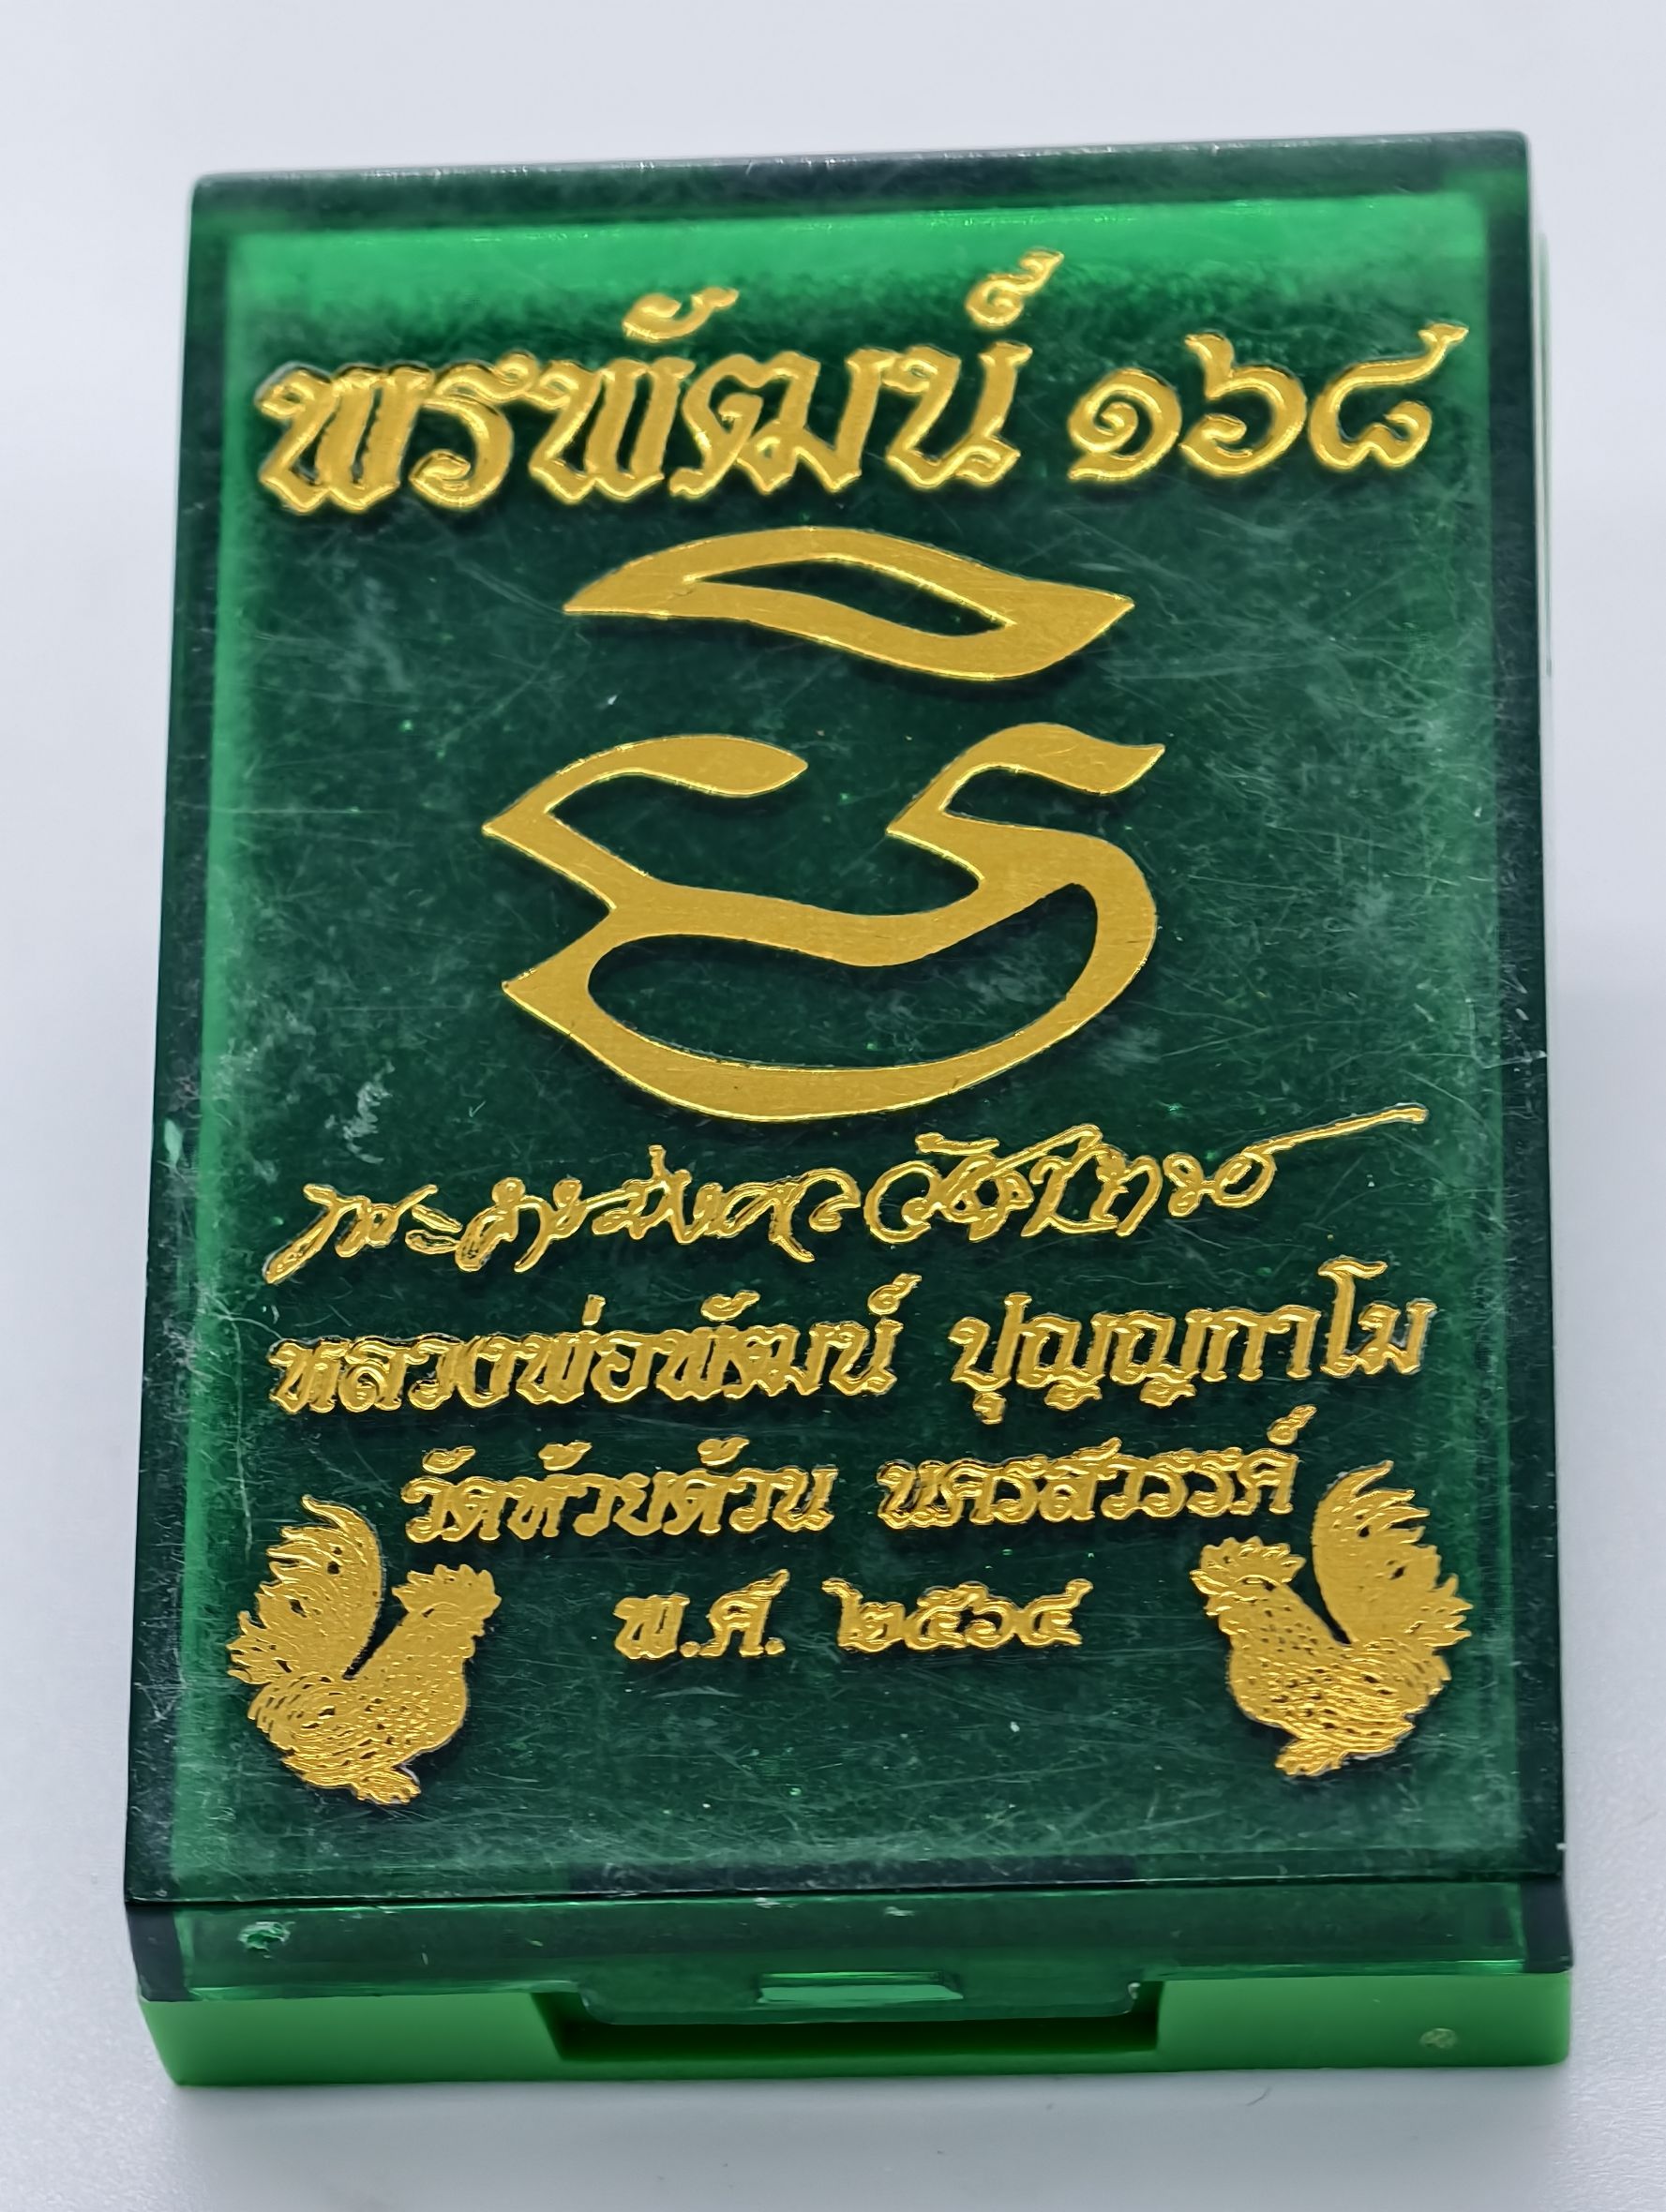 พรพัฒน์ ๑๖๘
หลวงพ่อพัฒน์ ปุญญกาโม
วัดห้วยด้วน นครสวรรค์
พ.ศ. ๒๕๖๔